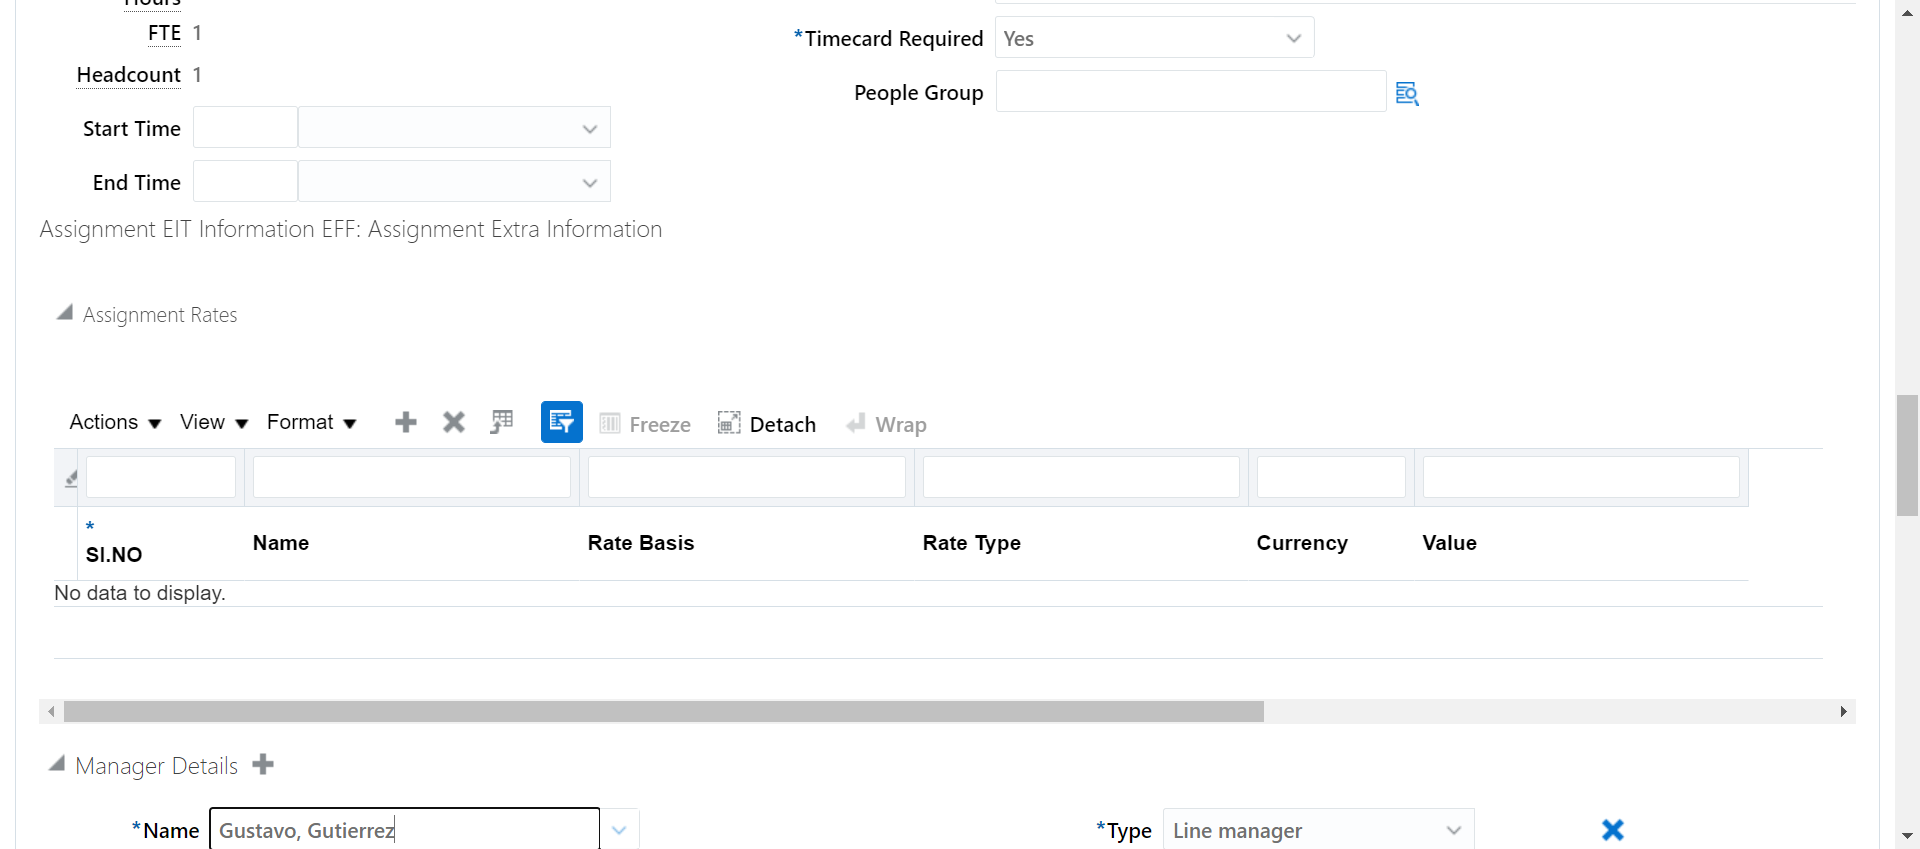 Hours
FTE 1
*Timecard Required Yes
Headcount 1
People Group
Start Time
End Time
Assignment EIT Information EFF: Assignment Extra Information
Assignment Rates
Actions View Format Freeze Detach Wrap
*
SI.NO Name Rate Basis Rate Type Currency Value
No data to display.
Manager Details
*Name Gustavo, Gutierrez *Type Line manager